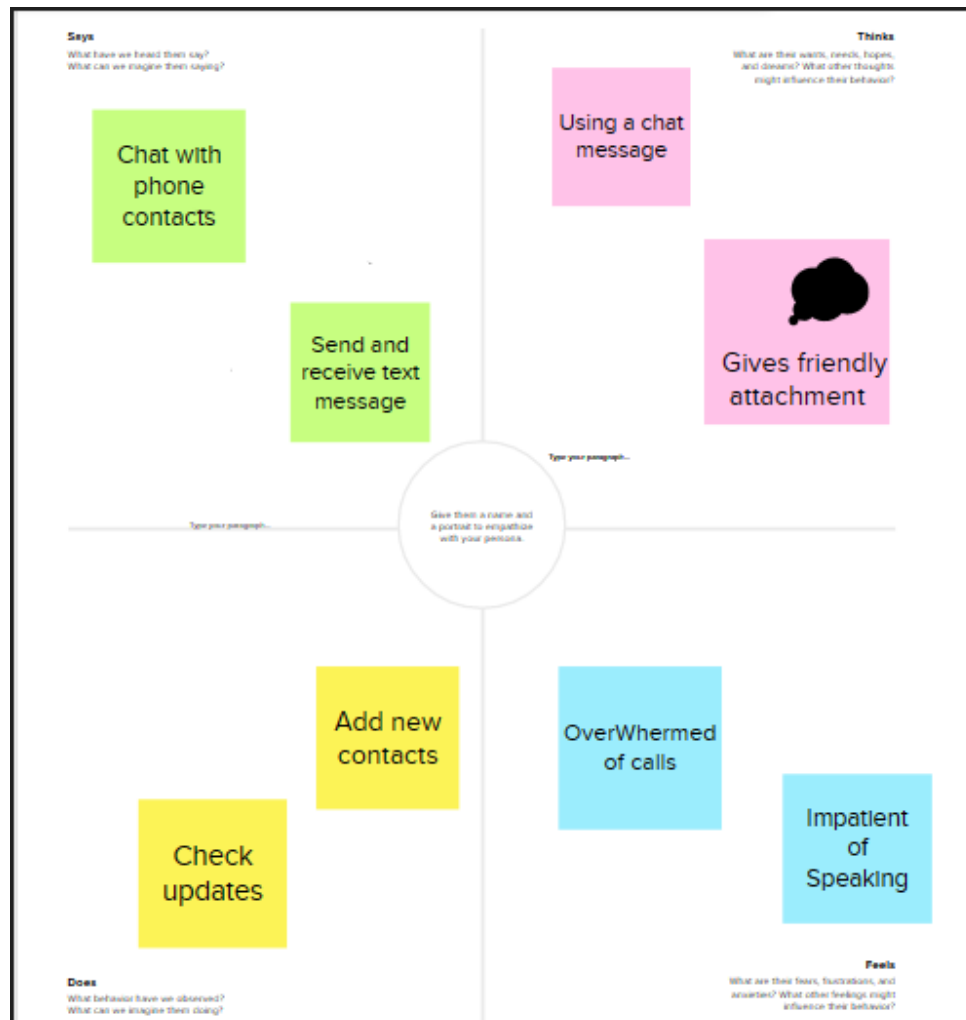 Says
What have we heard them say?
What can we imagine them saying?
Chat with
phone
contacts
Send and
receive text
message
Thinks
What are their wants, needs, hopes,
and dreams? What other thoughts
might influence their behavior?
Using a chat
message
Gives friendly
attachment
Type your paragraph...
Type your paragraph...
Give them a name and
a portrait to empathize
with your persona.
Add new
contacts
Check
updates
Does
What behavior have we observed?
What can we imagine them doing?
OverWhermed
of calls
Impatient
of
Speaking
Feels
What are their fears, frustrations, and
anxieties? What other feelings might
influence their behavior?